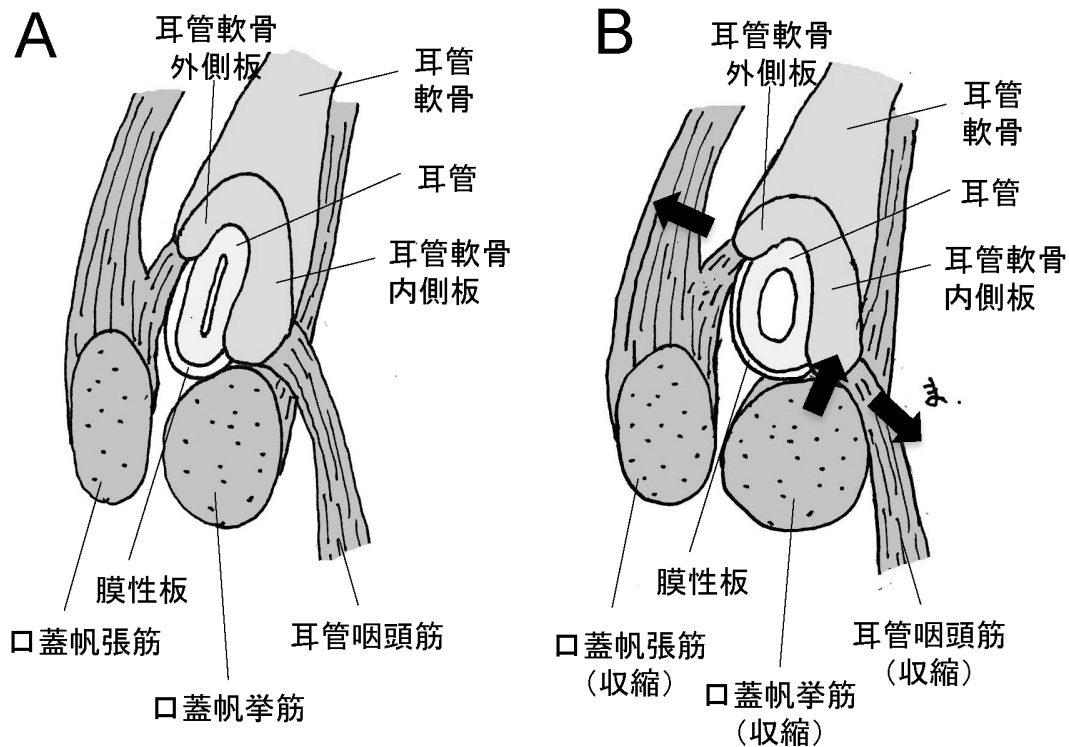 A
耳管軟骨
外側板
耳管
軟骨
耳管
耳管軟骨
内側板
膜性板
口蓋帆張筋
耳管咽頭筋
口蓋帆挙筋
B
耳管軟骨
外側板
耳管
軟骨
耳管
耳管軟骨
内側板
ま.
膜性板
口蓋帆張筋
（収縮）
耳管咽頭筋
（収縮）
口蓋帆挙筋
（収縮）